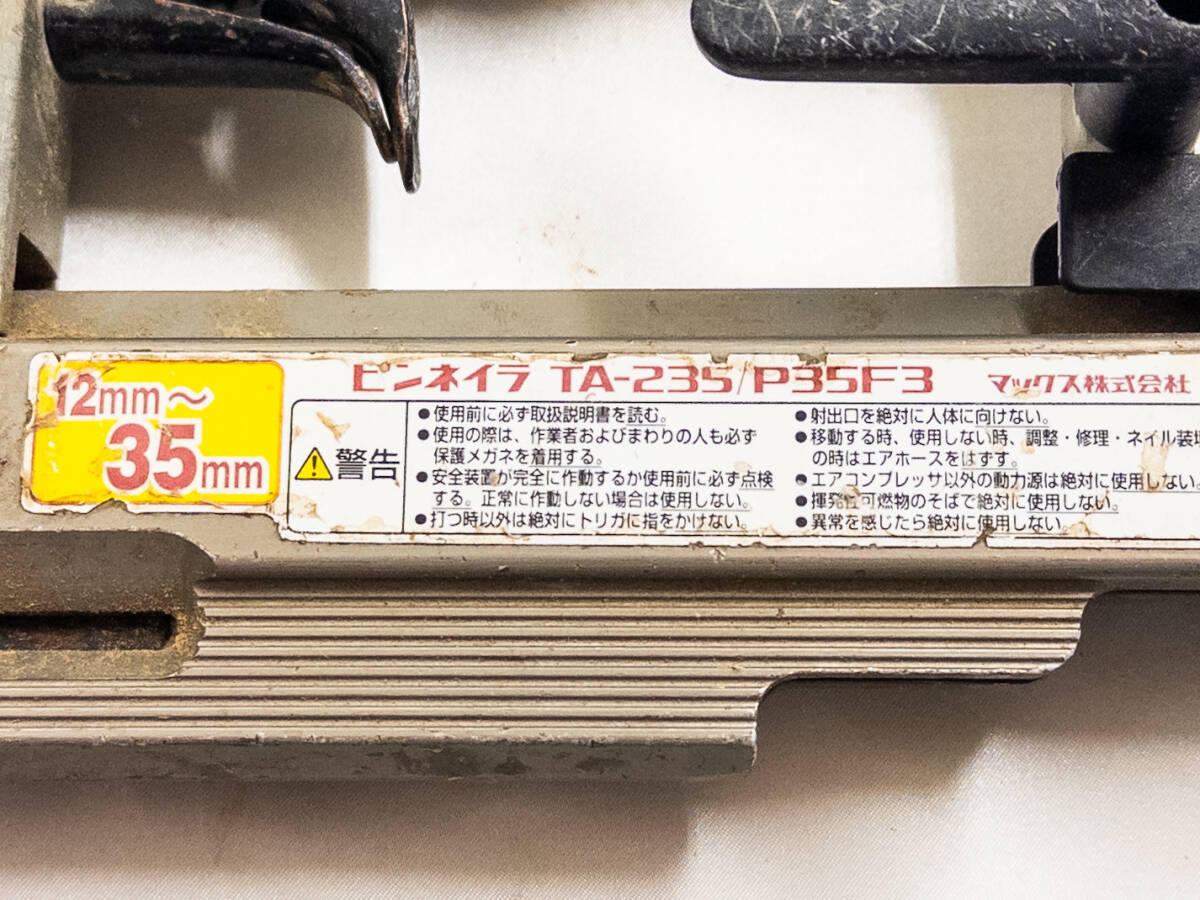 12mm～
35mm
ピンネイラ TA-235/P35F3 マックス株式会社
警告
●使用前に必ず取扱説明書を読む。
●使用の際は、作業者およびまわりの人も必ず
保護メガネを着用する。
●安全装置が完全に作動するか使用前に必ず点検
する。正常に作動しない場合は使用しない。
●打つ時以外は絶対にトリガに指をかけない。
●射出口を絶対に人体に向けない。
●移動する時、使用しない時、調整・修理・ネイル装填
の時はエアホースをはずす。
●エアコンプレッサ以外の動力源は絶対に使用しない。
●揮発性可燃物のそばで絶対に使用しない。
●異常を感じたら絶対に使用しない。